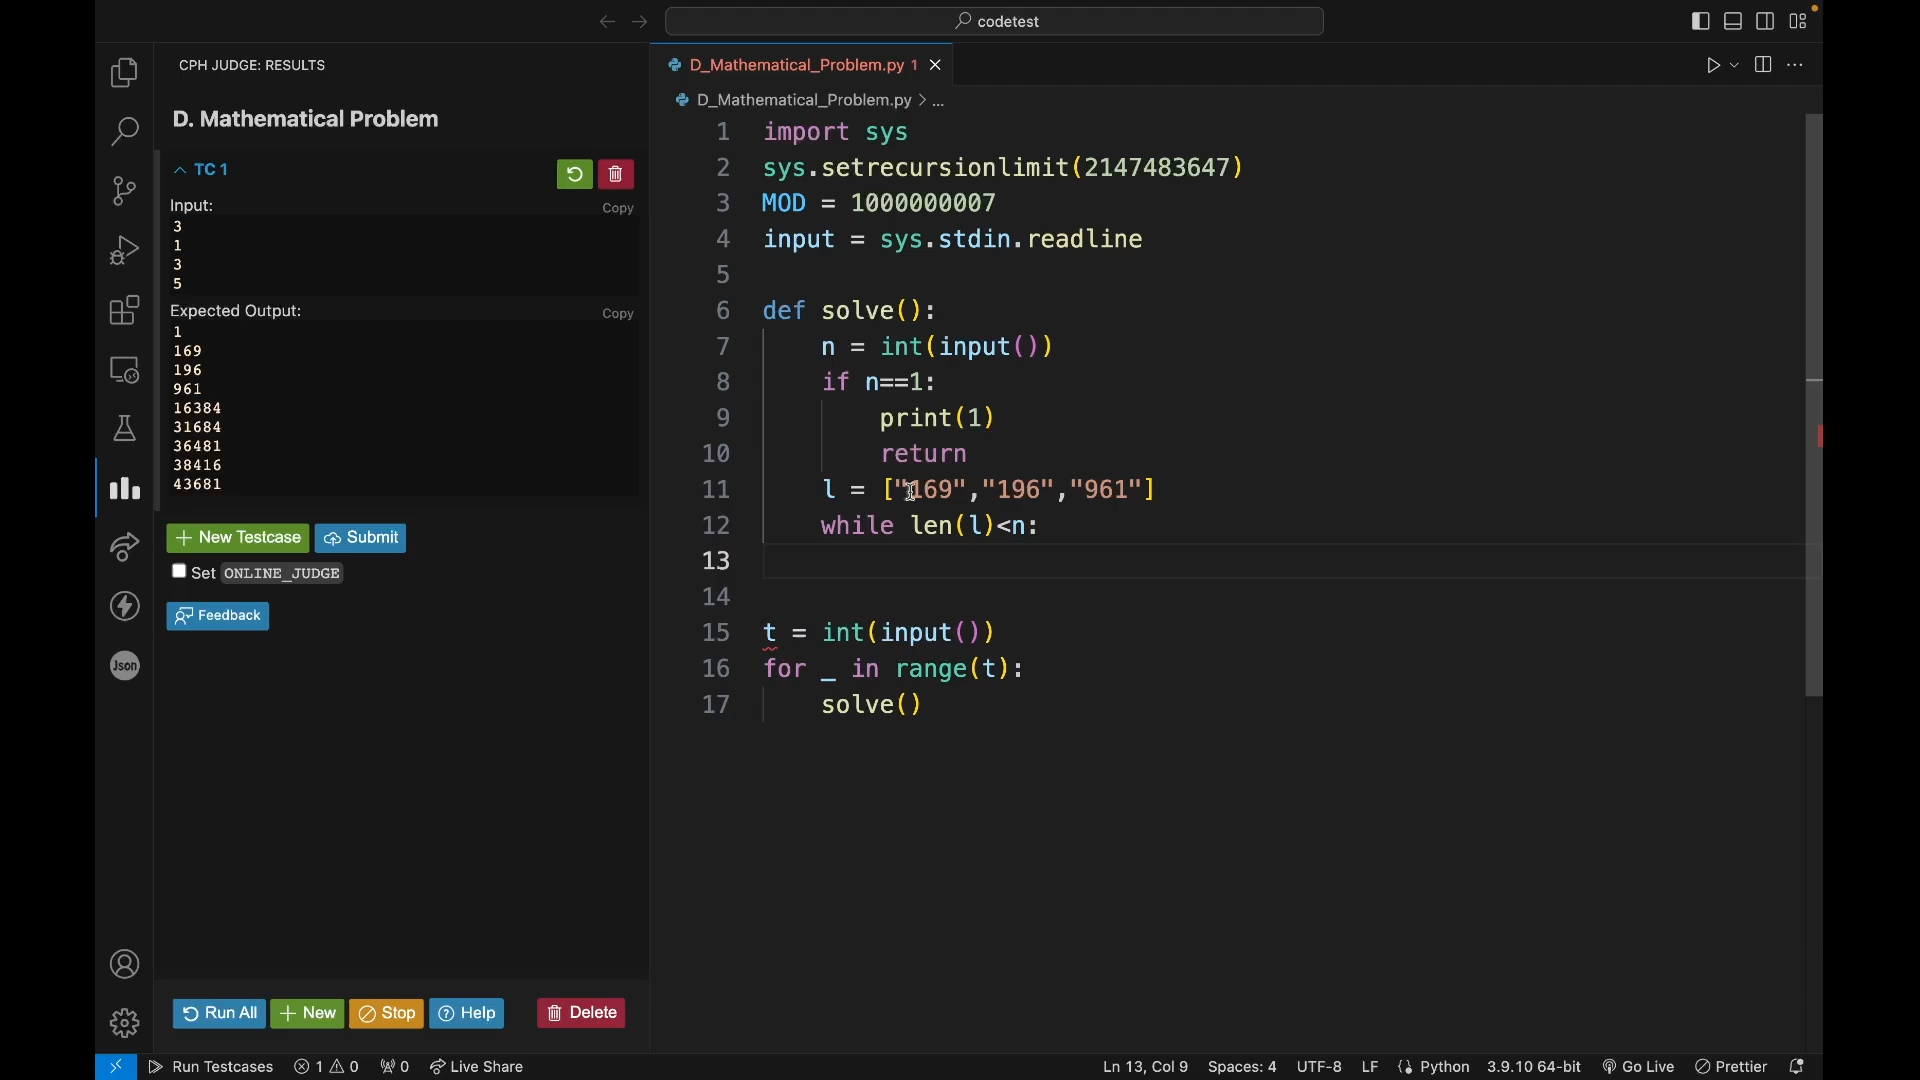 codetest
CPH JUDGE: RESULTS
D_Mathematical_Problem.py 1
D_Mathematical_Problem.py > ...
D. Mathematical Problem
TC 1
Input:
Copy
3
1
3
5
Expected Output:
Copy
1
169
196
961
16384
31684
36481
38416
43681
New Testcase
Submit
Set ONLINE_JUDGE
Feedback
Json
Run All
New
Stop
Help
Delete
1 import sys
2 sys.setrecursionlimit(2147483647)
3 MOD = 1000000007
4 input = sys.stdin.readline
5
6 def solve():
7 n = int(input())
8 if n==1:
9 print(1)
10 return
11 l = ["169","196","961"]
12 while len(l)<n:
13
14
15 t = int(input())
16 for _ in range(t):
17 solve()
Run Testcases
1
0
0
Live Share
Ln 13, Col 9
Spaces: 4
UTF-8
LF
Python
3.9.10 64-bit
Go Live
Prettier